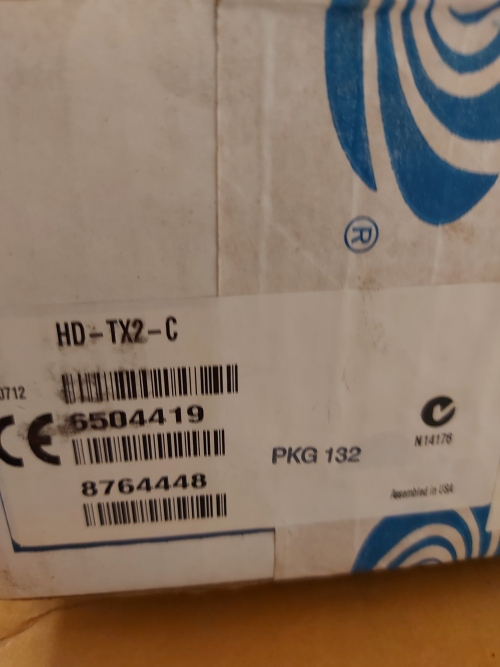 ®
HD-TX2-C
0712
CE
6504419
8764448
PKG 132
N14176
Assembled in USA